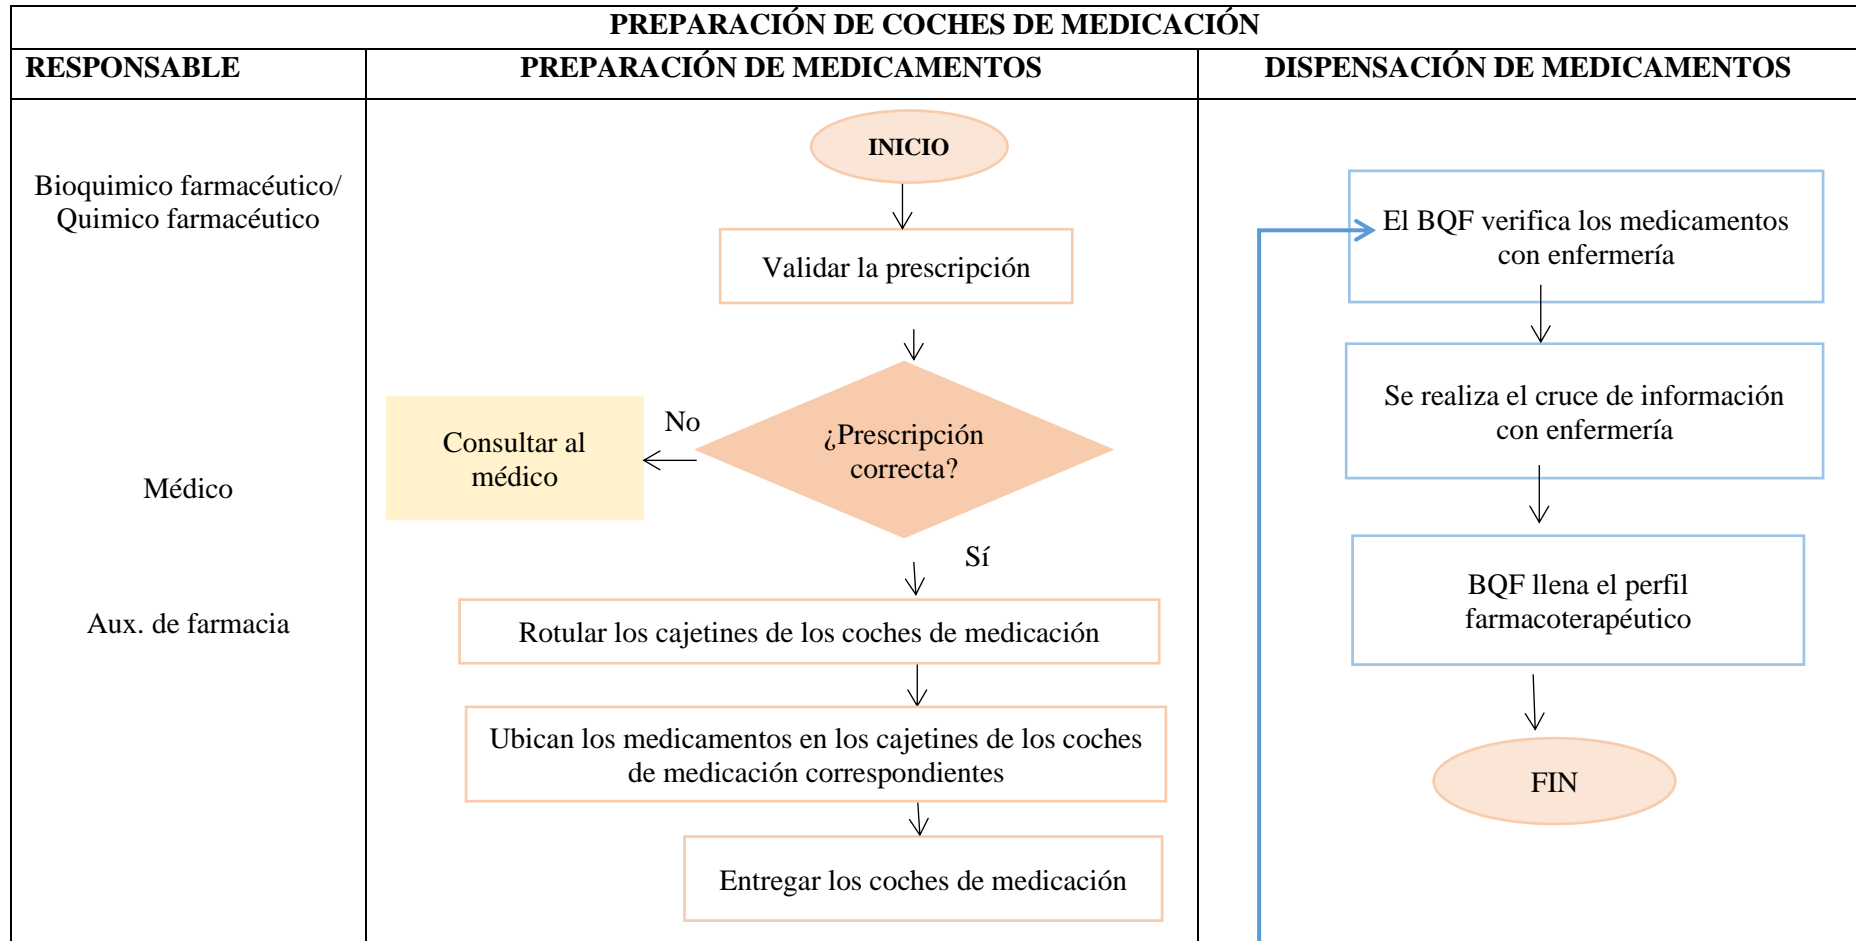 PREPARACIÓN DE COCHES DE MEDICACIÓN
RESPONSABLE
PREPARACIÓN DE MEDICAMENTOS
DISPENSACIÓN DE MEDICAMENTOS
Bioquimico farmacéutico/
Quimico farmacéutico
Médico
Aux. de farmacia
INICIO
Validar la prescripción
¿Prescripción
correcta?
No
Consultar al
médico
Sí
Rotular los cajetines de los coches de medicación
Ubican los medicamentos en los cajetines de los coches
de medicación correspondientes
Entregar los coches de medicación
El BQF verifica los medicamentos
con enfermería
Se realiza el cruce de información
con enfermería
BQF llena el perfil
farmacoterapéutico
FIN